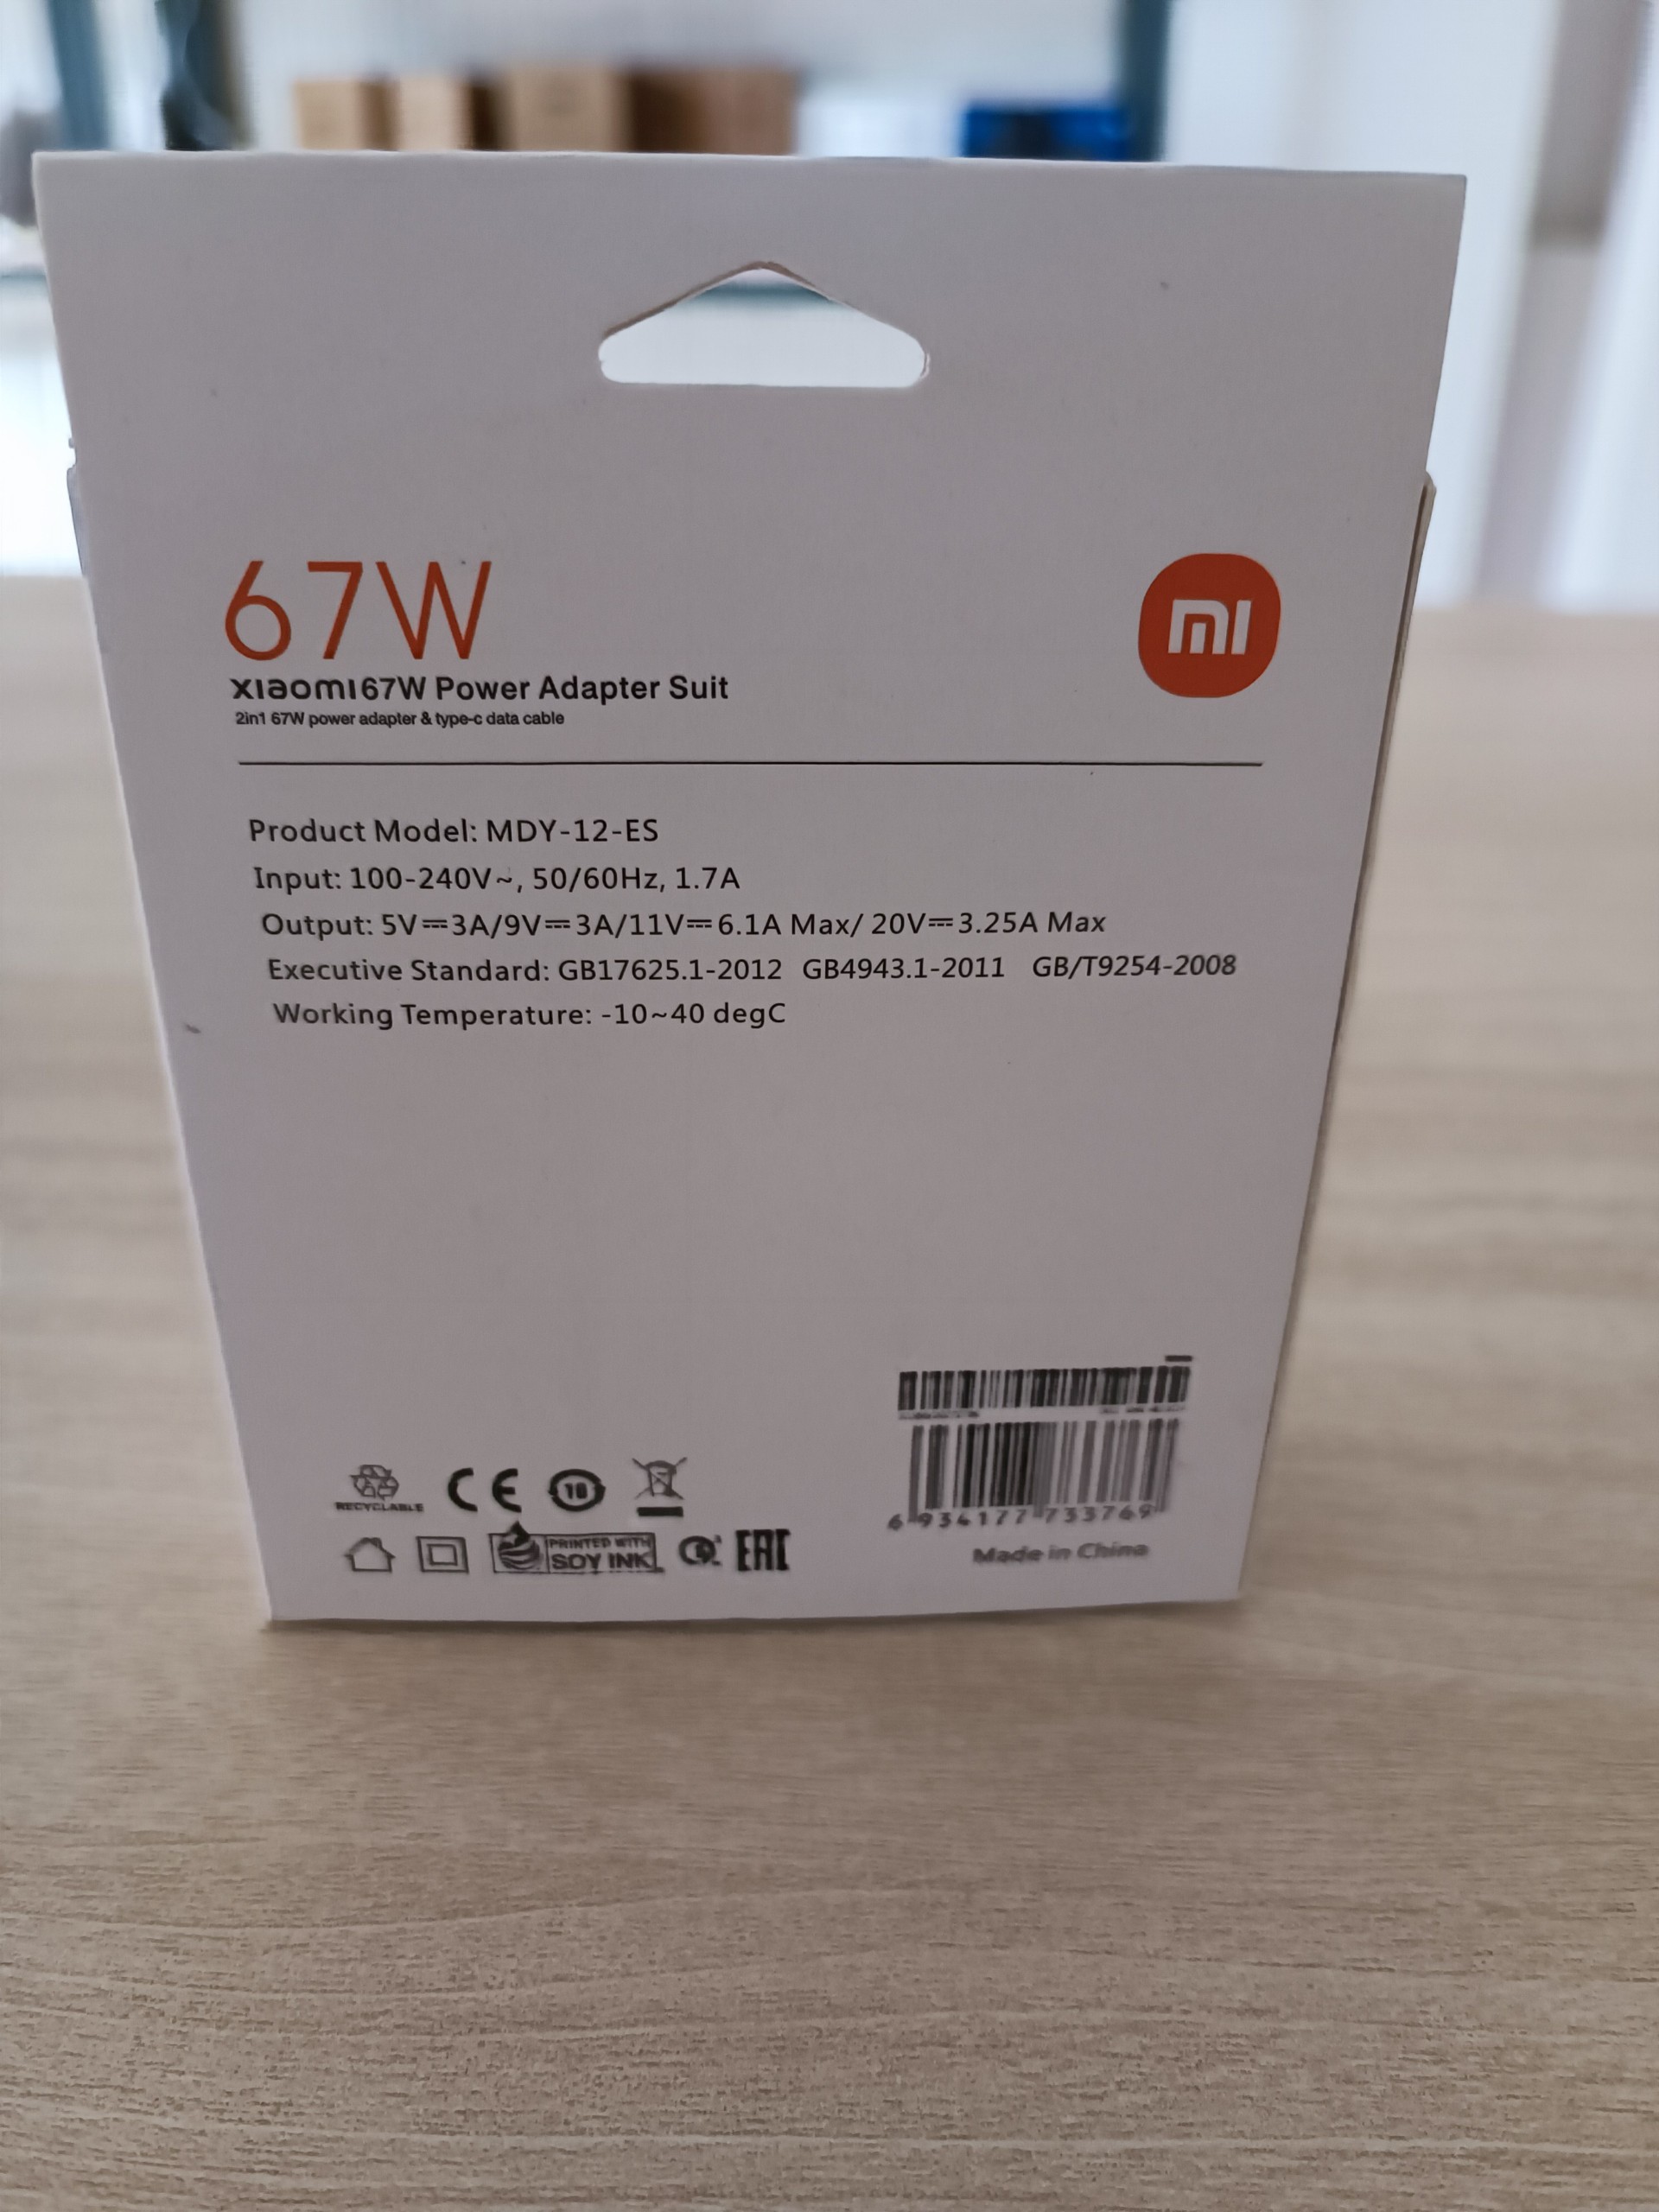 67W
mi
xiaomi67W Power Adapter Suit
2in1 67W power adapter & type-c data cable
Product Model: MDY-12-ES
Input: 100-240V~, 50/60Hz, 1.7A
Output: 5V⎓3A/9V⎓3A/11V⎓6.1A Max/ 20V⎓3.25A Max
Executive Standard: GB17625.1-2012 GB4943.1-2011 GB/T9254-2008
Working Temperature: -10~40 degC
RECYCLABLE
CE
10
PRINTED WITH
SOY INK
EAC
6 934177 733769
Made in China